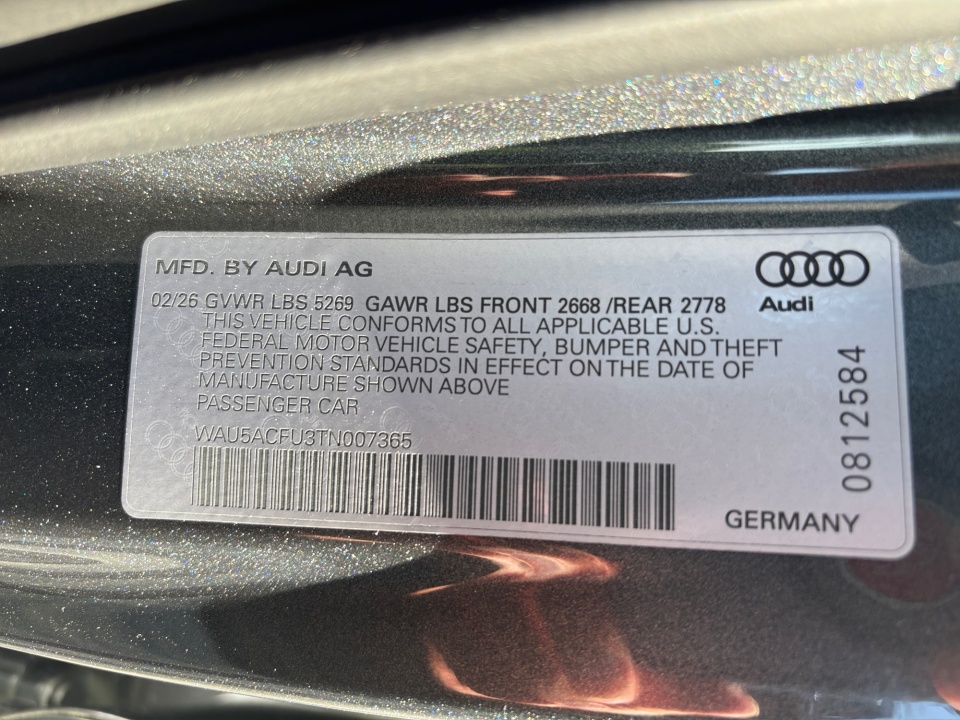 MFD. BY AUDI AG
Audi
02/26 GVWR LBS 5269 GAWR LBS FRONT 2668 /REAR 2778
THIS VEHICLE CONFORMS TO ALL APPLICABLE U.S.
FEDERAL MOTOR VEHICLE SAFETY, BUMPER AND THEFT
PREVENTION STANDARDS IN EFFECT ON THE DATE OF
MANUFACTURE SHOWN ABOVE
PASSENGER CAR
WAU5ACFU3TN007365
0812584
GERMANY